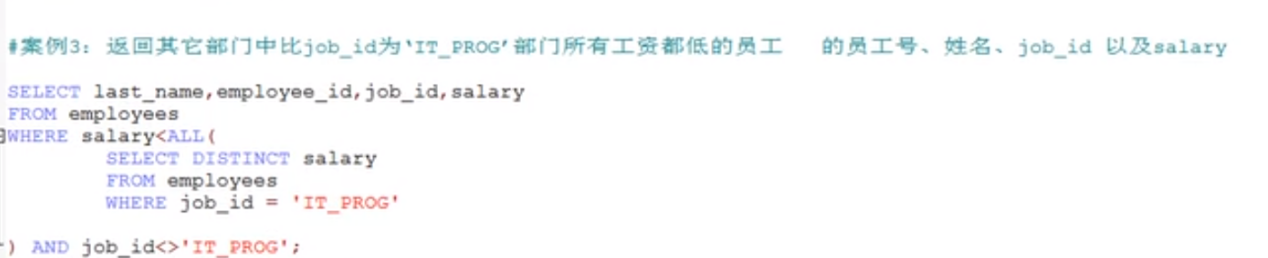 #案例3：返回其它部门中比job_id为‘IT_PROG’部门所有工资都低的员工   的员工号、姓名、job_id 以及salary
SELECT last_name,employee_id,job_id,salary
FROM employees
WHERE salary<ALL(
SELECT DISTINCT salary
FROM employees
WHERE job_id = 'IT_PROG'
) AND job_id<>'IT_PROG';